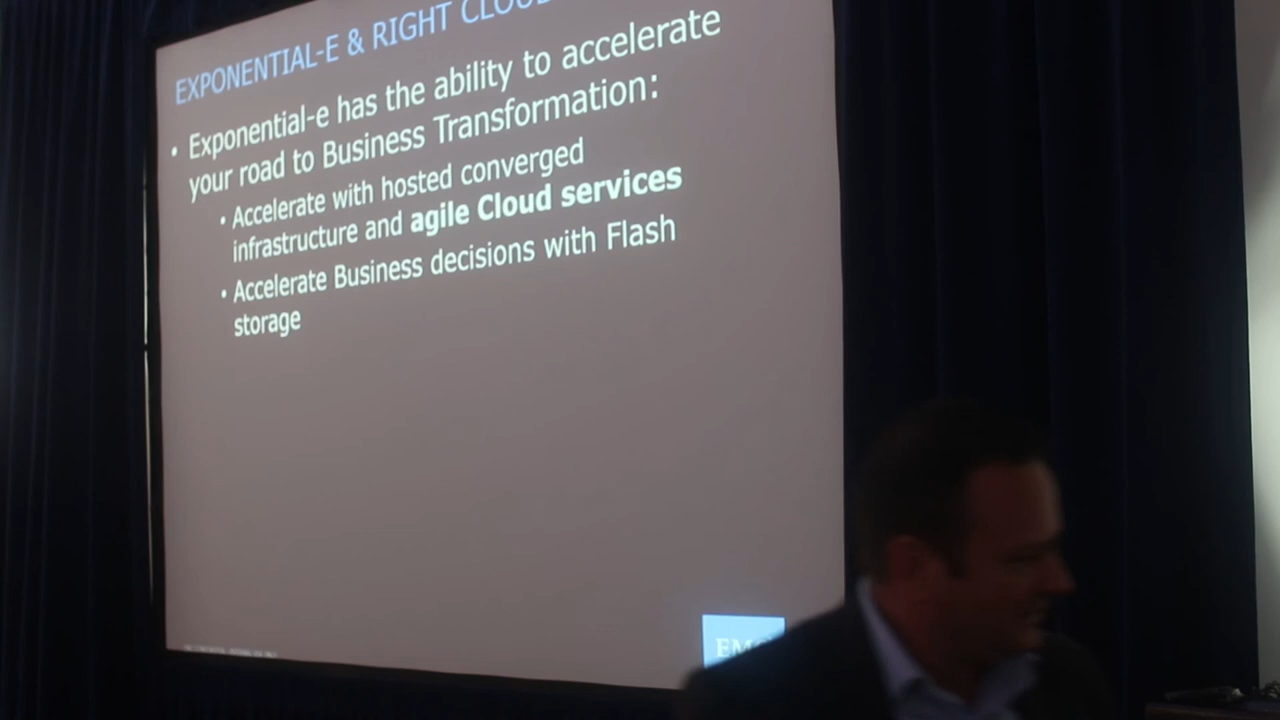 EXPONENTIAL-E & RIGHT CLOUD
• Exponential-e has the ability to accelerate
your road to Business Transformation:
• Accelerate with hosted converged
infrastructure and agile Cloud services
• Accelerate Business decisions with Flash
storage